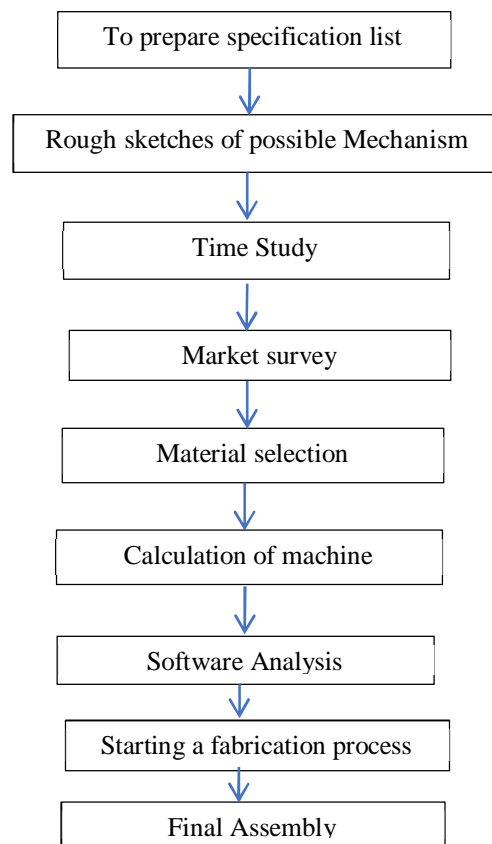 To prepare specification list
Rough sketches of possible Mechanism
Time Study
Market survey
Material selection
Calculation of machine
Software Analysis
Starting a fabrication process
Final Assembly